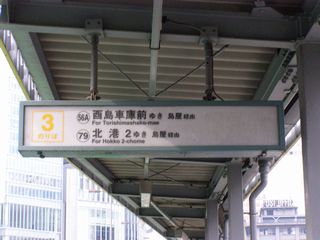 3
のりば
56A 酉島車庫前 ゆき 島屋 経由
For Torishimashako-mae
79 北港2 ゆき 島屋 経由
For Hokko 2-chome